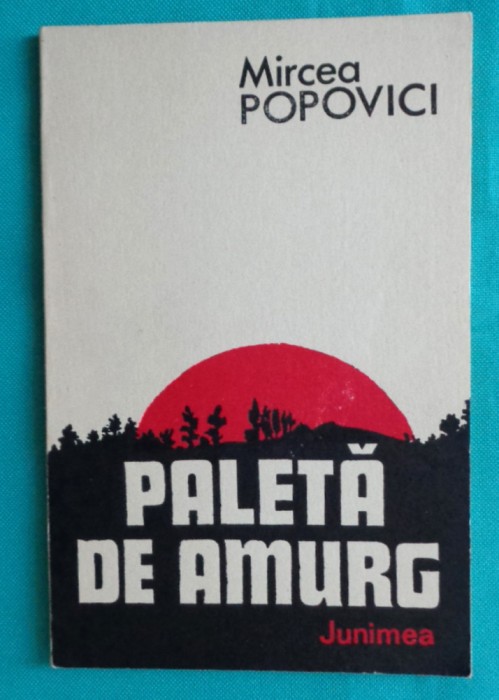 Mircea
POPOVICI
PALETĂ
DE AMURG
Junimea